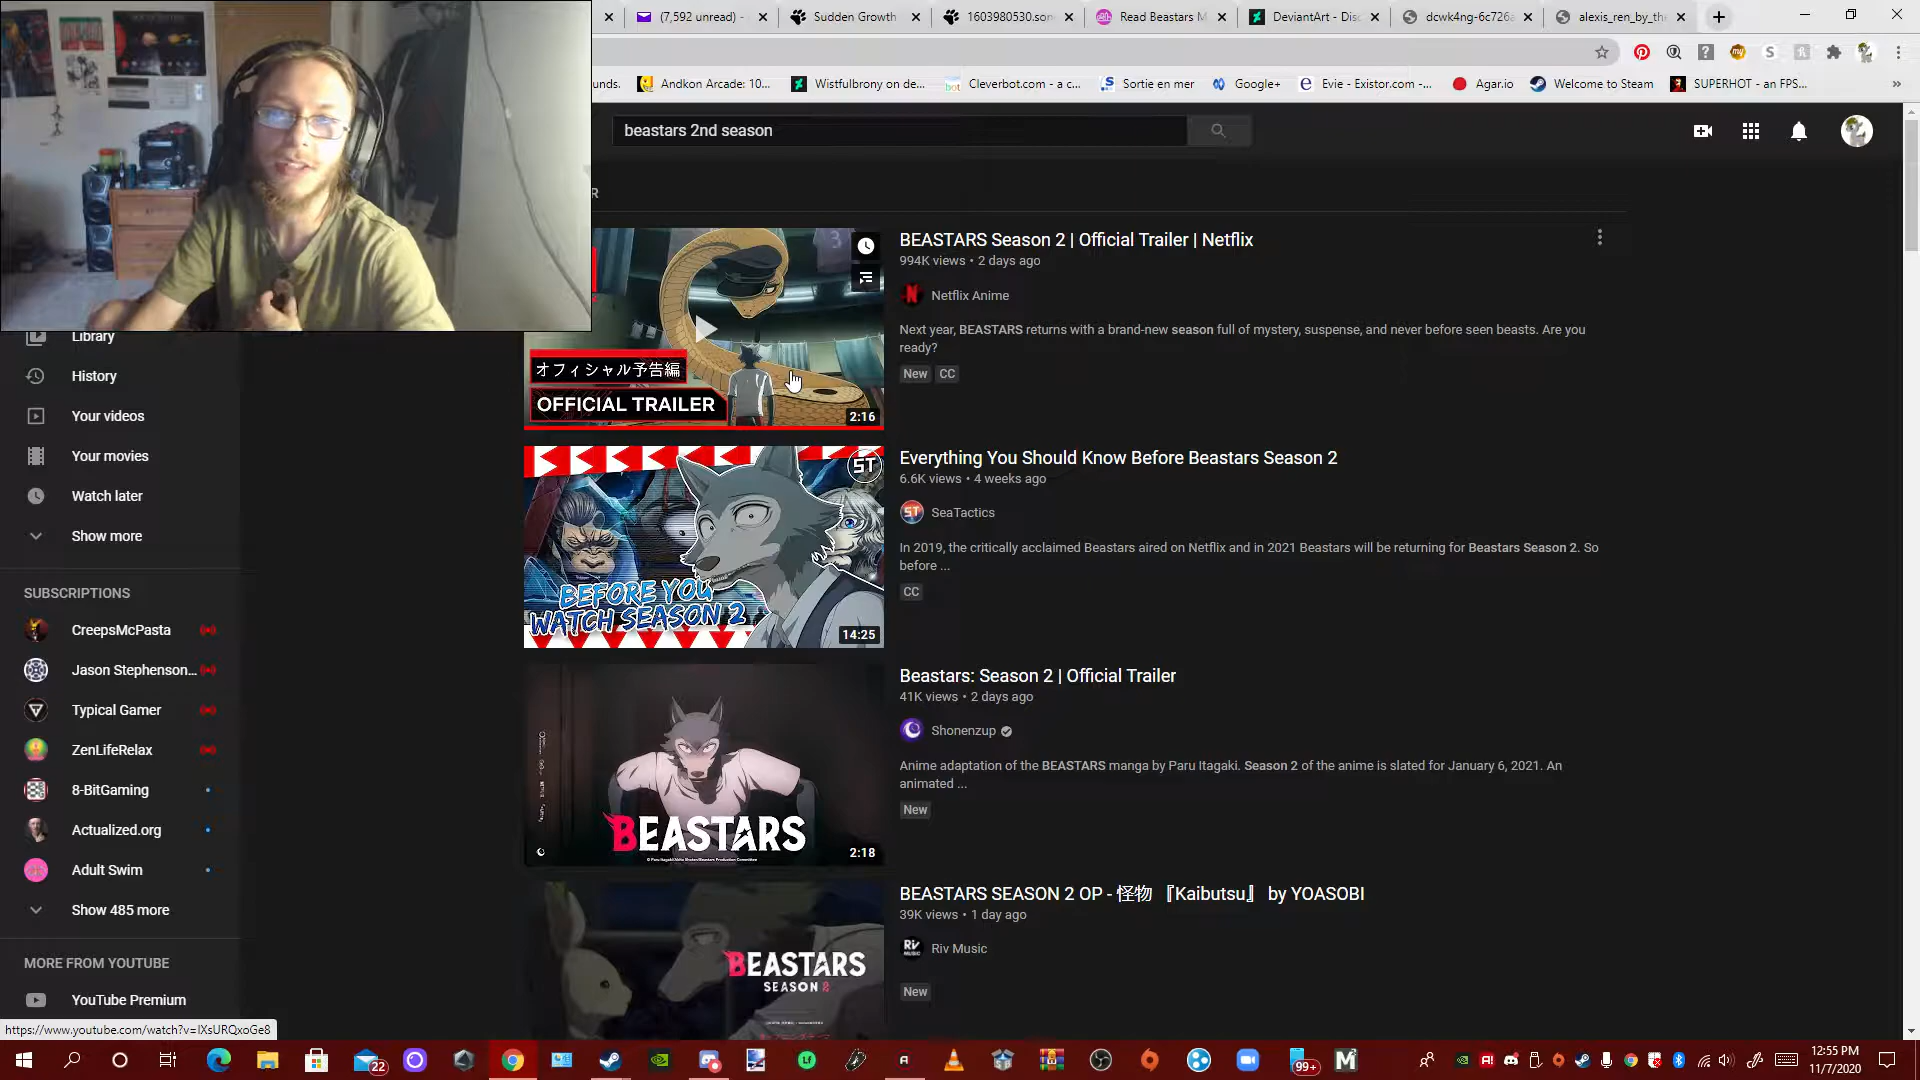 (7,592 unread) -
Sudden Growth
1603980530.son
Read Beastars M
DeviantArt - Disc
dcwk4ng-6c726a
alexis_ren_by_the
unds.
Andkon Arcade: 10...
Wistfulbrony on de...
Cleverbot.com - a c...
Sortie en mer
Google+
Evie - Existor.com -...
Agar.io
Welcome to Steam
SUPERHOT - an FPS...
beastars 2nd season
R
BEASTARS Season 2 | Official Trailer | Netflix
994K views • 2 days ago
Netflix Anime
Next year, BEASTARS returns with a brand-new season full of mystery, suspense, and never before seen beasts. Are you
ready?
New CC
オフィシャル予告編
OFFICIAL TRAILER
2:16
Everything You Should Know Before Beastars Season 2
6.6K views • 4 weeks ago
ST
SeaTactics
In 2019, the critically acclaimed Beastars aired on Netflix and in 2021 Beastars will be returning for Beastars Season 2. So
before ...
CC
ST
BEFORE YOU
WATCH SEASON 2
14:25
Beastars: Season 2 | Official Trailer
41K views • 2 days ago
Shonenzup
Anime adaptation of the BEASTARS manga by Paru Itagaki. Season 2 of the anime is slated for January 6, 2021. An
animated ...
New
BEASTARS
2:18
BEASTARS SEASON 2 OP - 怪物 『Kaibutsu』 by YOASOBI
39K views • 1 day ago
RIV MUSIC
Riv Music
New
BEASTARS
SEASON 2
Library
History
Your videos
Your movies
Watch later
Show more
SUBSCRIPTIONS
CreepsMcPasta
Jason Stephenson...
Typical Gamer
ZenLifeRelax
8-BitGaming
Actualized.org
Adult Swim
Show 485 more
MORE FROM YOUTUBE
YouTube Premium
https://www.youtube.com/watch?v=IXsURQxoGe8
22
99+
12:55 PM
11/7/2020